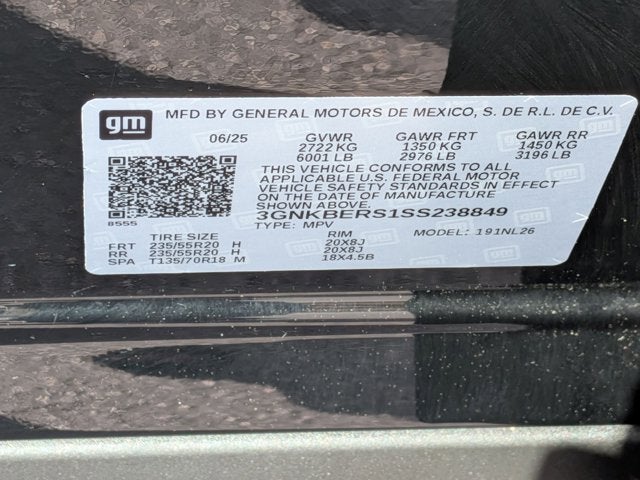 gm MFD BY GENERAL MOTORS DE MEXICO, S. DE R.L. DE C.V.
06/25 GVWR GAWR FRT GAWR RR
2722 KG 1350 KG 1450 KG
6001 LB 2976 LB 3196 LB
THIS VEHICLE CONFORMS TO ALL
APPLICABLE U.S. FEDERAL MOTOR
VEHICLE SAFETY STANDARDS IN EFFECT
ON THE DATE OF MANUFACTURE
SHOWN ABOVE.
3GNKBERS1SS238849
8555 TYPE: MPV MODEL: 191NL26
TIRE SIZE RIM
FRT 235/55R20 H 20X8J
RR 235/55R20 H 20X8J
SPA T135/70R18 M 18X4.5B